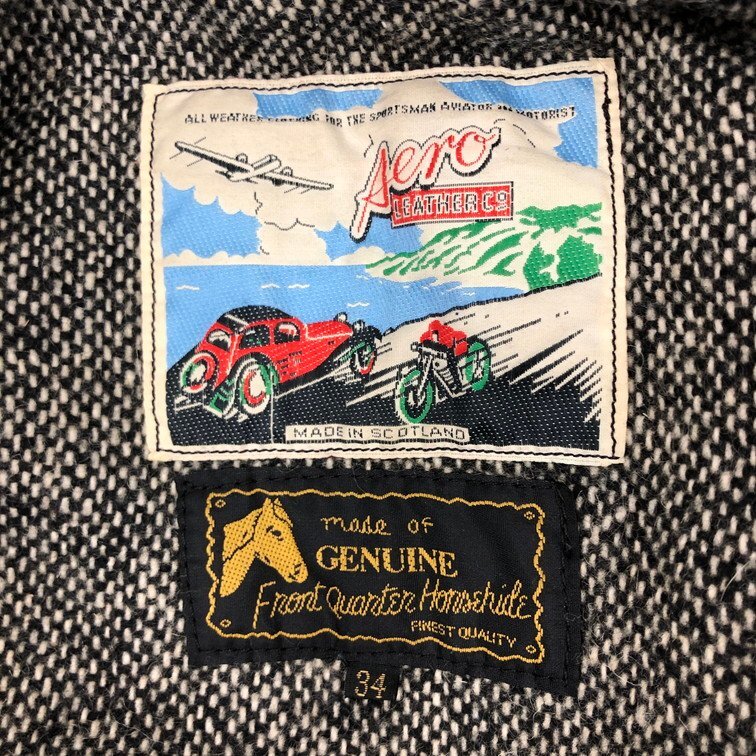 ALL WEATHER CLOTHING FOR THE SPORTSMAN AVIATOR AND MOTORIST
Aero
LEATHER Co
MADE IN SCOTLAND
made of
GENUINE
Front Quarter Horsehide
FINEST QUALITY
34